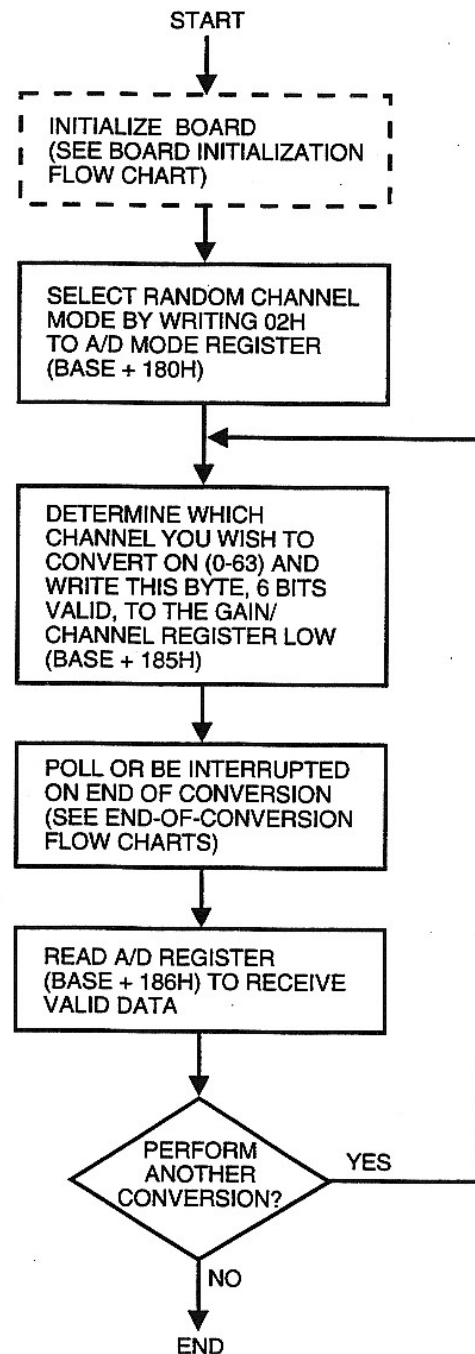 START
INITIALIZE BOARD
(SEE BOARD INITIALIZATION
FLOW CHART)
SELECT RANDOM CHANNEL
MODE BY WRITING 02H
TO A/D MODE REGISTER
(BASE + 180H)
DETERMINE WHICH
CHANNEL YOU WISH TO
CONVERT ON (0-63) AND
WRITE THIS BYTE, 6 BITS
VALID, TO THE GAIN/
CHANNEL REGISTER LOW
(BASE + 185H)
POLL OR BE INTERRUPTED
ON END OF CONVERSION
(SEE END-OF-CONVERSION
FLOW CHARTS)
READ A/D REGISTER
(BASE + 186H) TO RECEIVE
VALID DATA
PERFORM
ANOTHER
CONVERSION?
YES
NO
END